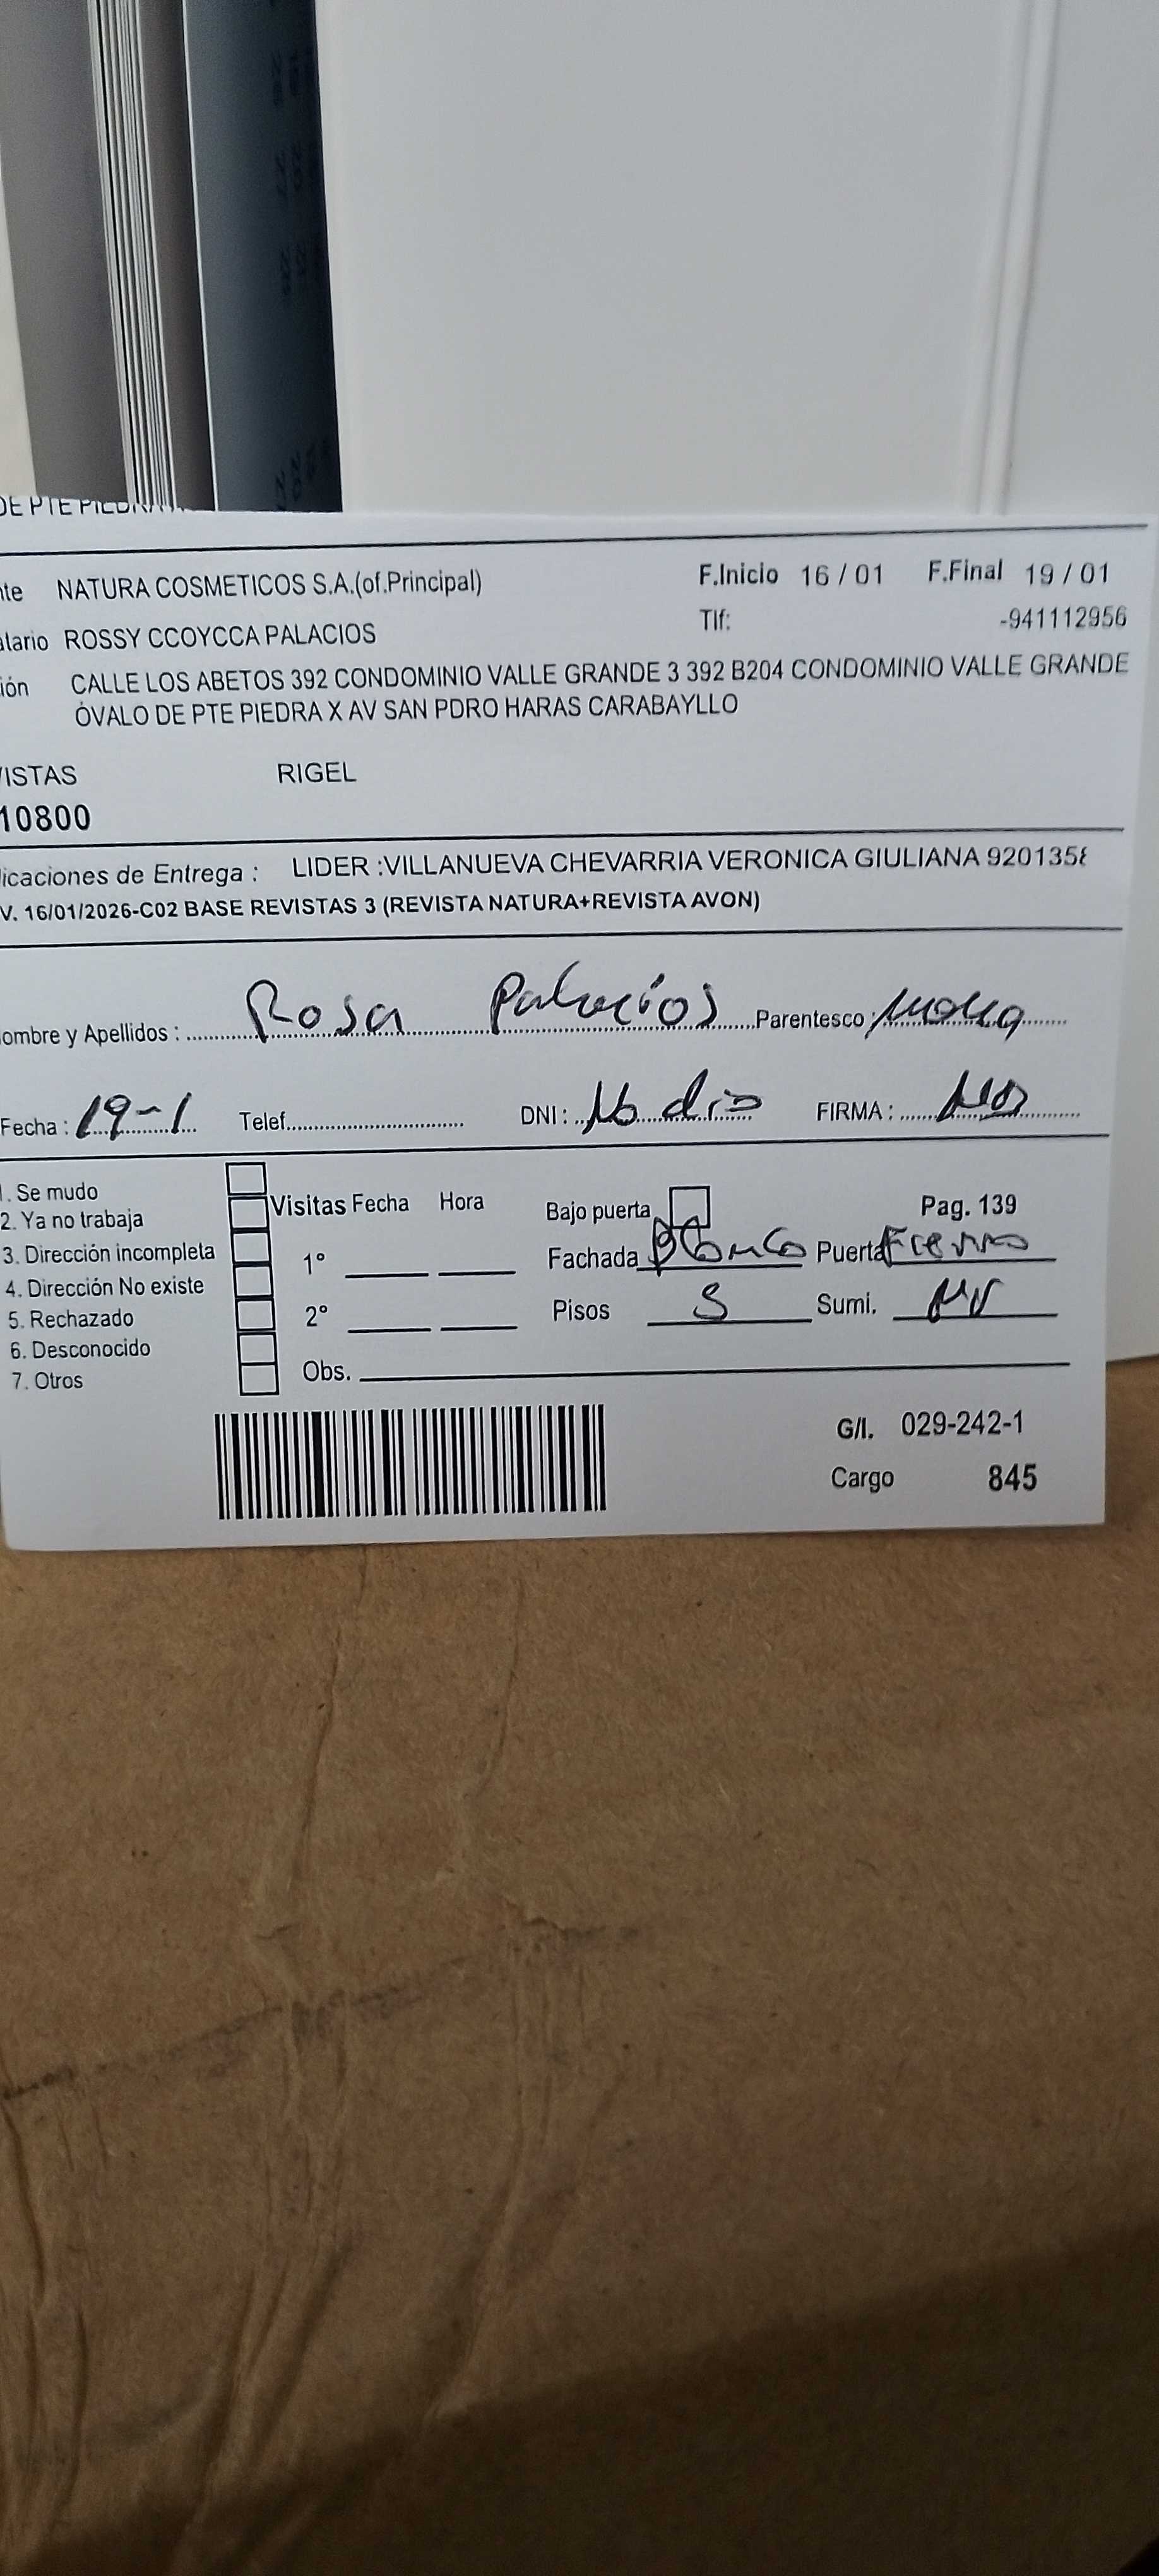 DE PTE PIEDRA
nte NATURA COSMETICOS S.A.(of.Principal) F.Inicio 16 / 01 F.Final 19 / 01
atario ROSSY CCOYCCA PALACIOS Tlf: -941112956
ión CALLE LOS ABETOS 392 CONDOMINIO VALLE GRANDE 3 392 B204 CONDOMINIO VALLE GRANDE
ÓVALO DE PTE PIEDRA X AV SAN PDRO HARAS CARABAYLLO
VISTAS RIGEL
10800
licaciones de Entrega : LIDER :VILLANUEVA CHEVARRIA VERONICA GIULIANA 920135
V. 16/01/2026-C02 BASE REVISTAS 3 (REVISTA NATURA+REVISTA AVON)
ombre y Apellidos : Rosa Palacios Parentesco :
Fecha : 19-1 Telef. DNI : No dio FIRMA :
1. Se mudo
2. Ya no trabaja Visitas Fecha Hora Bajo puerta Pag. 139
3. Dirección incompleta 1° Fachada Blanco Puerta Fierro
4. Dirección No existe
5. Rechazado 2° Pisos 5 Sumi.
6. Desconocido
7. Otros Obs.
G/I. 029-242-1
Cargo 845